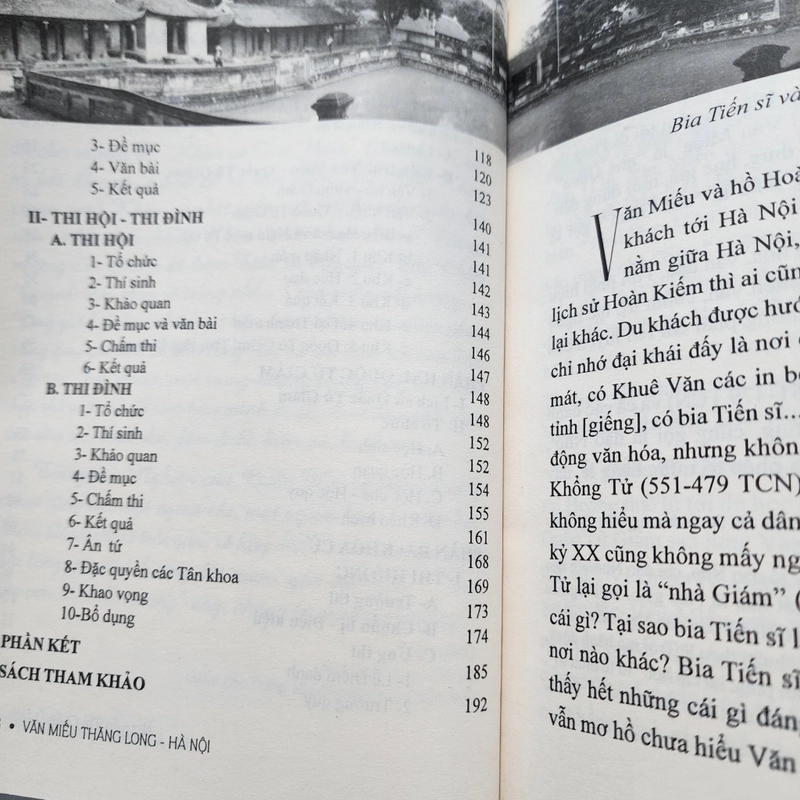 3- Đề mục 118
4- Văn bài 120
5- Kết quả 123
II- THI HỘI - THI ĐÌNH 140
A. THI HỘI 141
1- Tổ chức 141
2- Thí sinh 142
3- Khảo quan 143
4- Đề mục và văn bài 144
5- Chấm thi 146
6- Kết quả 147
B. THI ĐÌNH 148
1- Tổ chức 148
2- Thí sinh 152
3- Khảo quan 152
4- Đề mục 154
5- Chấm thi 155
6- Kết quả 161
7- Ân tứ 168
8- Đặc quyền các Tân khoa 169
9- Khao vọng 173
10- Bổ dụng 174
PHẦN KẾT 185
SÁCH THAM KHẢO 192
• VĂN MIẾU THĂNG LONG - HÀ NỘI
Bia Tiến sĩ và
Văn Miếu và hồ Hoà
khách tới Hà Nội
nằm giữa Hà Nội,
lịch sử Hoàn Kiếm thì ai cũn
lại khác. Du khách được hướ
chỉ nhớ đại khái đấy là nơi
mát, có Khuê Văn các in b
tỉnh [giếng], có bia Tiến sĩ...
động văn hóa, nhưng khôn
Khổng Tử (551-479 TCN)
không hiểu mà ngay cả dân
kỷ XX cũng không mấy ng
Tử lại gọi là “nhà Giám” (
cái gì? Tại sao bia Tiến sĩ l
nơi nào khác? Bia Tiến sĩ
thấy hết những cái gì đáng
vẫn mơ hồ chưa hiểu Văn